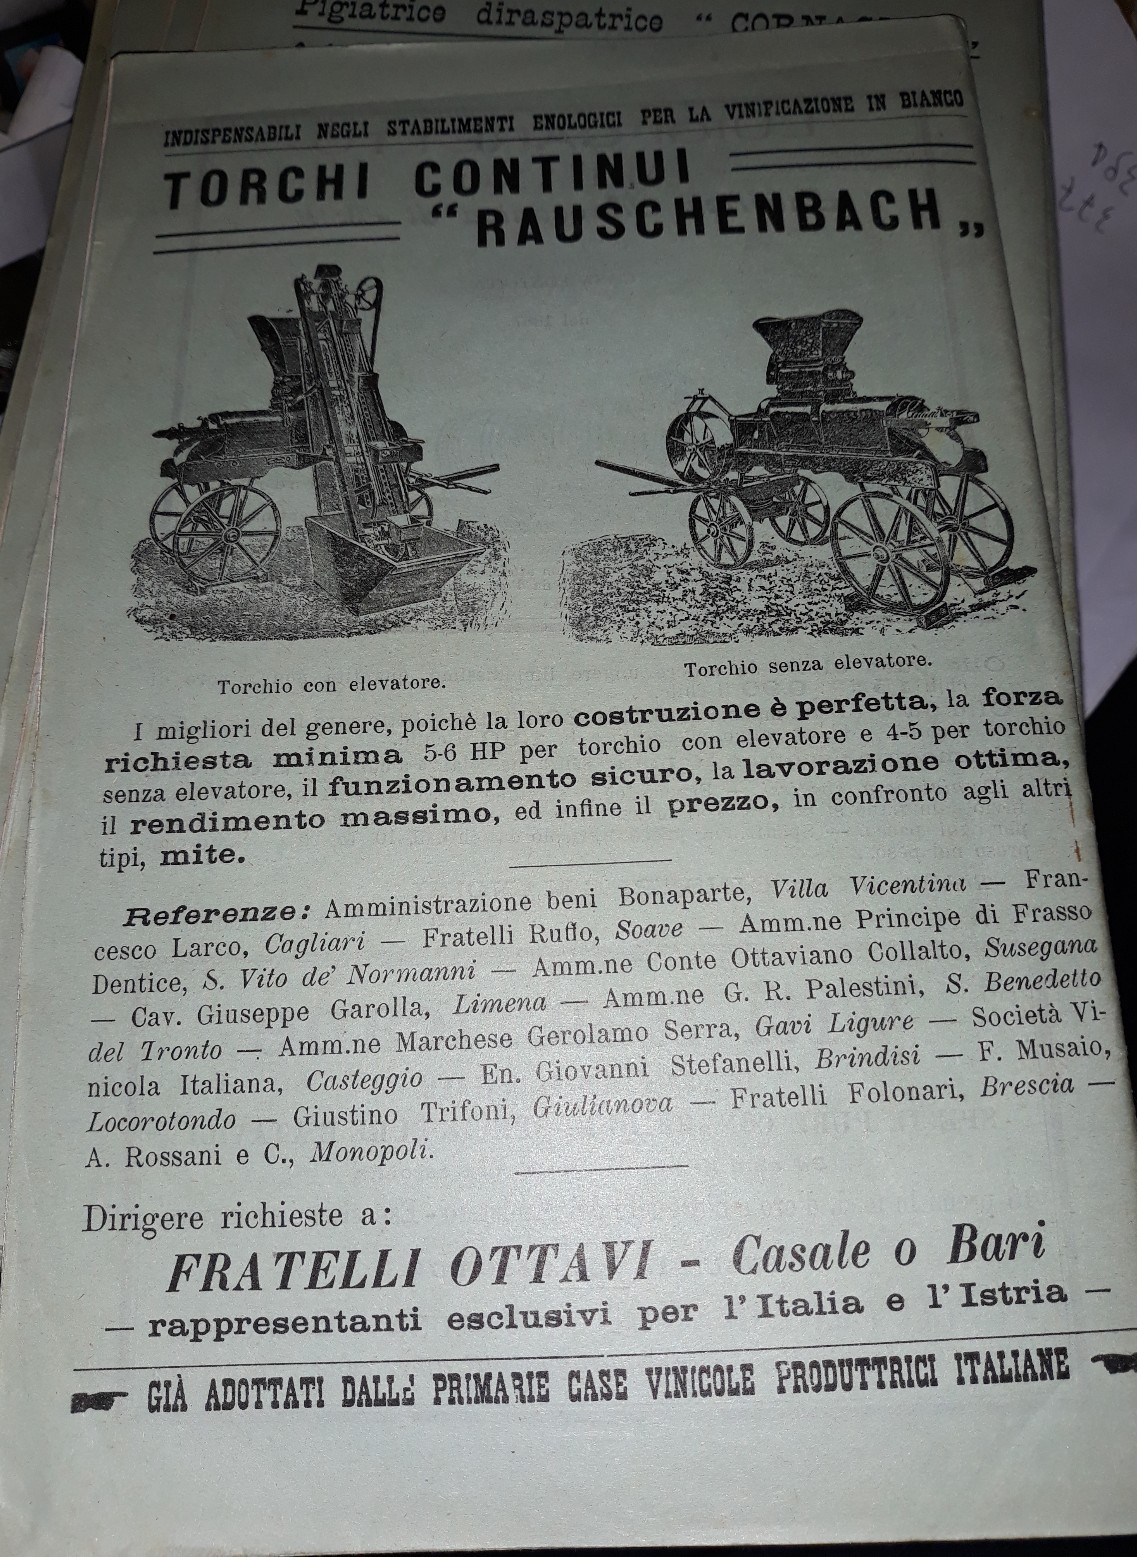 Pigiatrice diraspatrice “
INDISPENSABILI NEGLI STABILIMENTI ENOLOGICI PER LA VINIFICAZIONE IN BIANCO
TORCHI CONTINUI
“ RAUSCHENBACH „
Torchio con elevatore.
Torchio senza elevatore.
I migliori del genere, poichè la loro costruzione è perfetta, la forza
richiesta minima 5-6 HP per torchio con elevatore e 4-5 per torchio
senza elevatore, il funzionamento sicuro, la lavorazione ottima,
il rendimento massimo, ed infine il prezzo, in confronto agli altri
tipi, mite.
Referenze: Amministrazione beni Bonaparte, Villa Vicentina — Fran-
cesco Larco, Cagliari — Fratelli Ruffo, Soave — Amm.ne Principe di Frasso
Dentice, S. Vito de' Normanni — Amm.ne Conte Ottaviano Collalto, Susegana
— Cav. Giuseppe Garolla, Limena — Amm.ne G. R. Palestini, S. Benedetto
del Tronto — Amm.ne Marchese Gerolamo Serra, Gavi Ligure — Società Vi-
nicola Italiana, Casteggio — En. Giovanni Stefanelli, Brindisi — F. Musaio,
Locorotondo — Giustino Trifoni, Giulianova — Fratelli Folonari, Brescia —
A. Rossani e C., Monopoli.
Dirigere richieste a:
FRATELLI OTTAVI - Casale o Bari
— rappresentanti esclusivi per l'Italia e l'Istria —
GIÀ ADOTTATI DALLE PRIMARIE CASE VINICOLE PRODUTTRICI ITALIANE